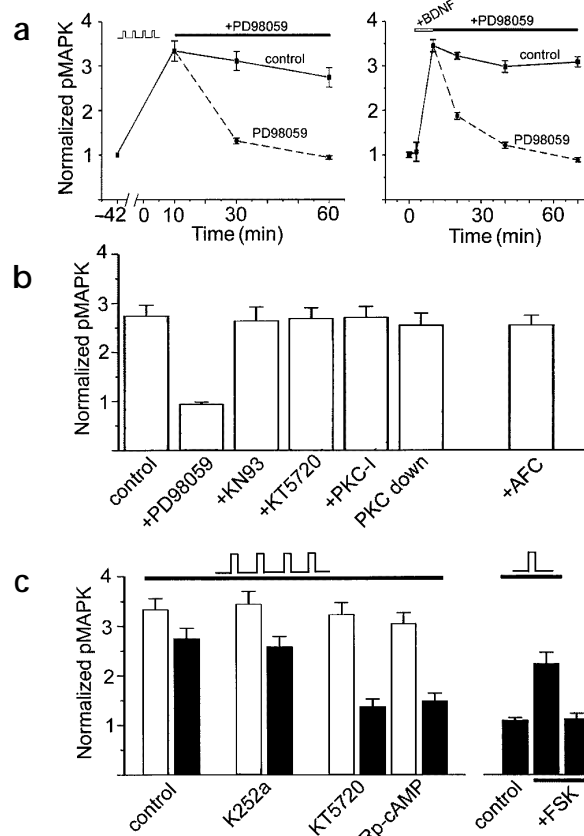 a
+PD98059
control
PD98059
Normalized pMAPK
4
3
2
1
-42
0
10
30
60
Time (min)
+BDNF
+PD98059
control
PD98059
4
3
2
1
0
20
40
60
Time (min)
b
Normalized pMAPK
4
3
2
1
control
+PD98059
+KN93
+KT5720
+PKC-I
PKC down
+AFC
c
Normalized pMAPK
4
3
2
1
control
K252a
KT5720
Rp-cAMP
control
+FSK